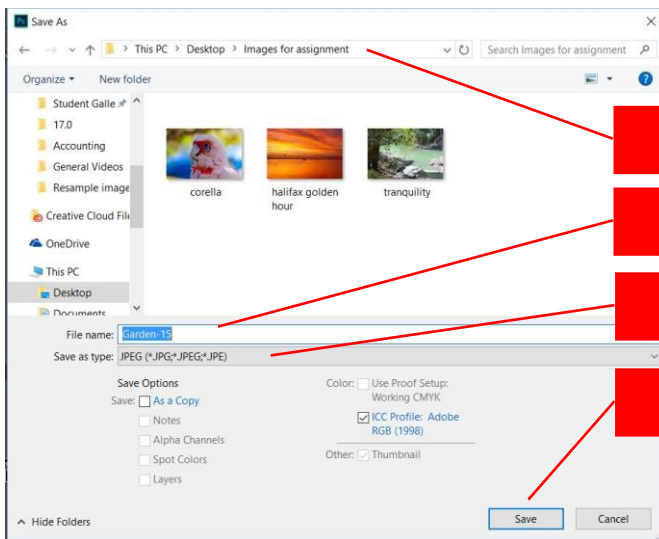 Ps Save As
This PC > Desktop > Images for assignment
Search Images for assignment
Organize
New folder
?
Student Galle
17.0
Accounting
General Videos
Resample image
Creative Cloud File
OneDrive
This PC
Desktop
Documents
corella
halifax golden
hour
tranquility
File name: Garden-15
Save as type: JPEG (*.JPG;*.JPEG;*.JPE)
Save Options
Save: As a Copy
Notes
Alpha Channels
Spot Colors
Layers
Color: Use Proof Setup:
Working CMYK
ICC Profile: Adobe
RGB (1998)
Other: Thumbnail
Hide Folders
Save
Cancel